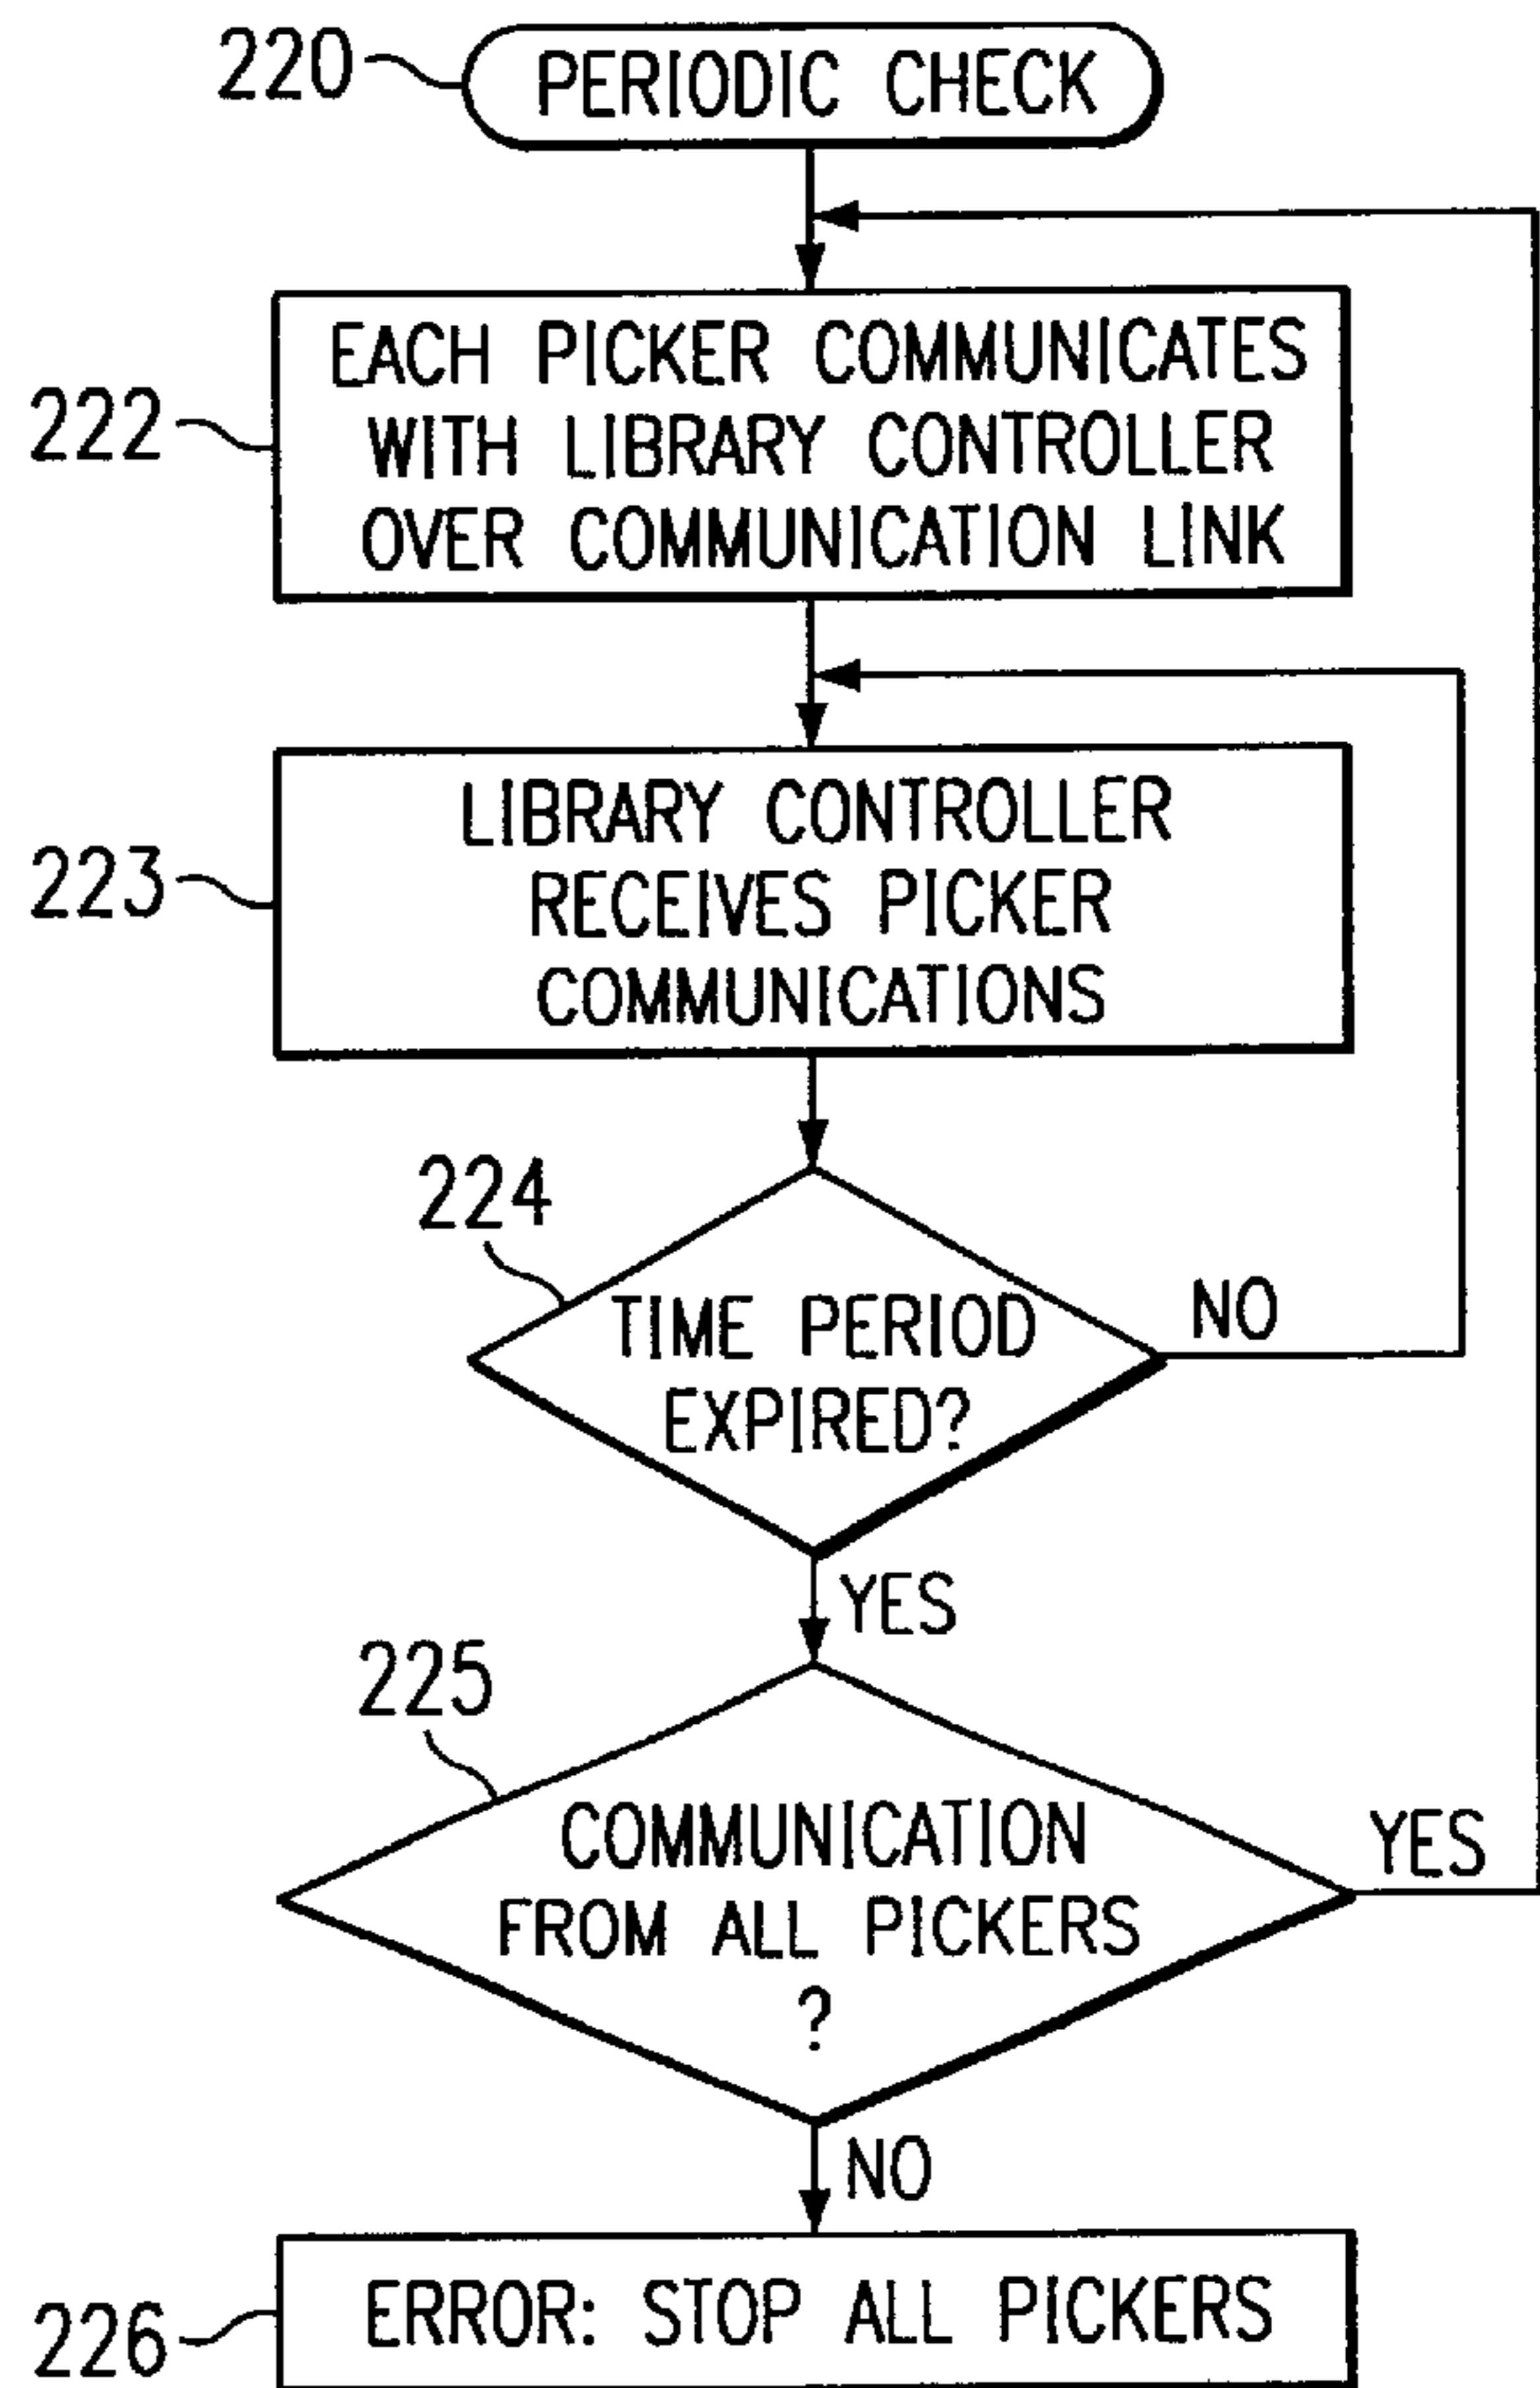 220
PERIODIC CHECK
222
EACH PICKER COMMUNICATES
WITH LIBRARY CONTROLLER
OVER COMMUNICATION LINK
223
LIBRARY CONTROLLER
RECEIVES PICKER
COMMUNICATIONS
224
TIME PERIOD
EXPIRED?
NO
YES
225
COMMUNICATION
FROM ALL PICKERS
?
YES
NO
226
ERROR: STOP ALL PICKERS